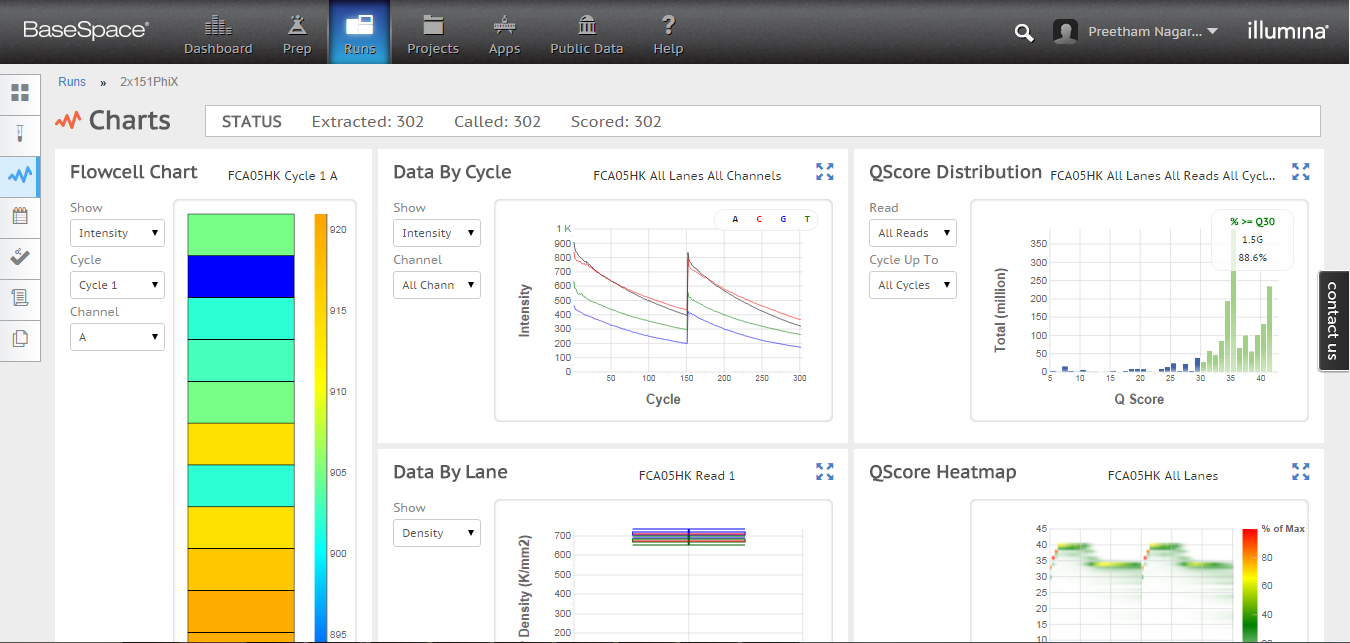 BaseSpace®
Dashboard
Prep
Runs
Projects
Apps
Public Data
? Help
Preetham Nagar...
illumina®
Runs » 2x151PhiX
Charts
STATUS Extracted: 302 Called: 302 Scored: 302
Flowcell Chart FCA05HK Cycle 1 A
Show
Intensity
Cycle
Cycle 1
Channel
A
920
915
910
905
900
895
Data By Cycle FCA05HK All Lanes All Channels
Show
Intensity
Channel
All Chann
A C G T
1 K
900
800
700
600
500
400
300
200
100
0
50 100 150 200 250 300
Intensity
Cycle
QScore Distribution FCA05HK All Lanes All Reads All Cycl...
Read
All Reads
Cycle Up To
All Cycles
% >= Q30
1.5G
88.6%
350
300
250
200
150
100
50
0
5 10 15 20 25 30 35 40
Total (million)
Q Score
contact us
Data By Lane FCA05HK Read 1
Show
Density
700
600
500
400
300
200
Density (K/mm2)
QScore Heatmap FCA05HK All Lanes
45
40
35
30
25
20
15
10
% of Max
80
60
40
20